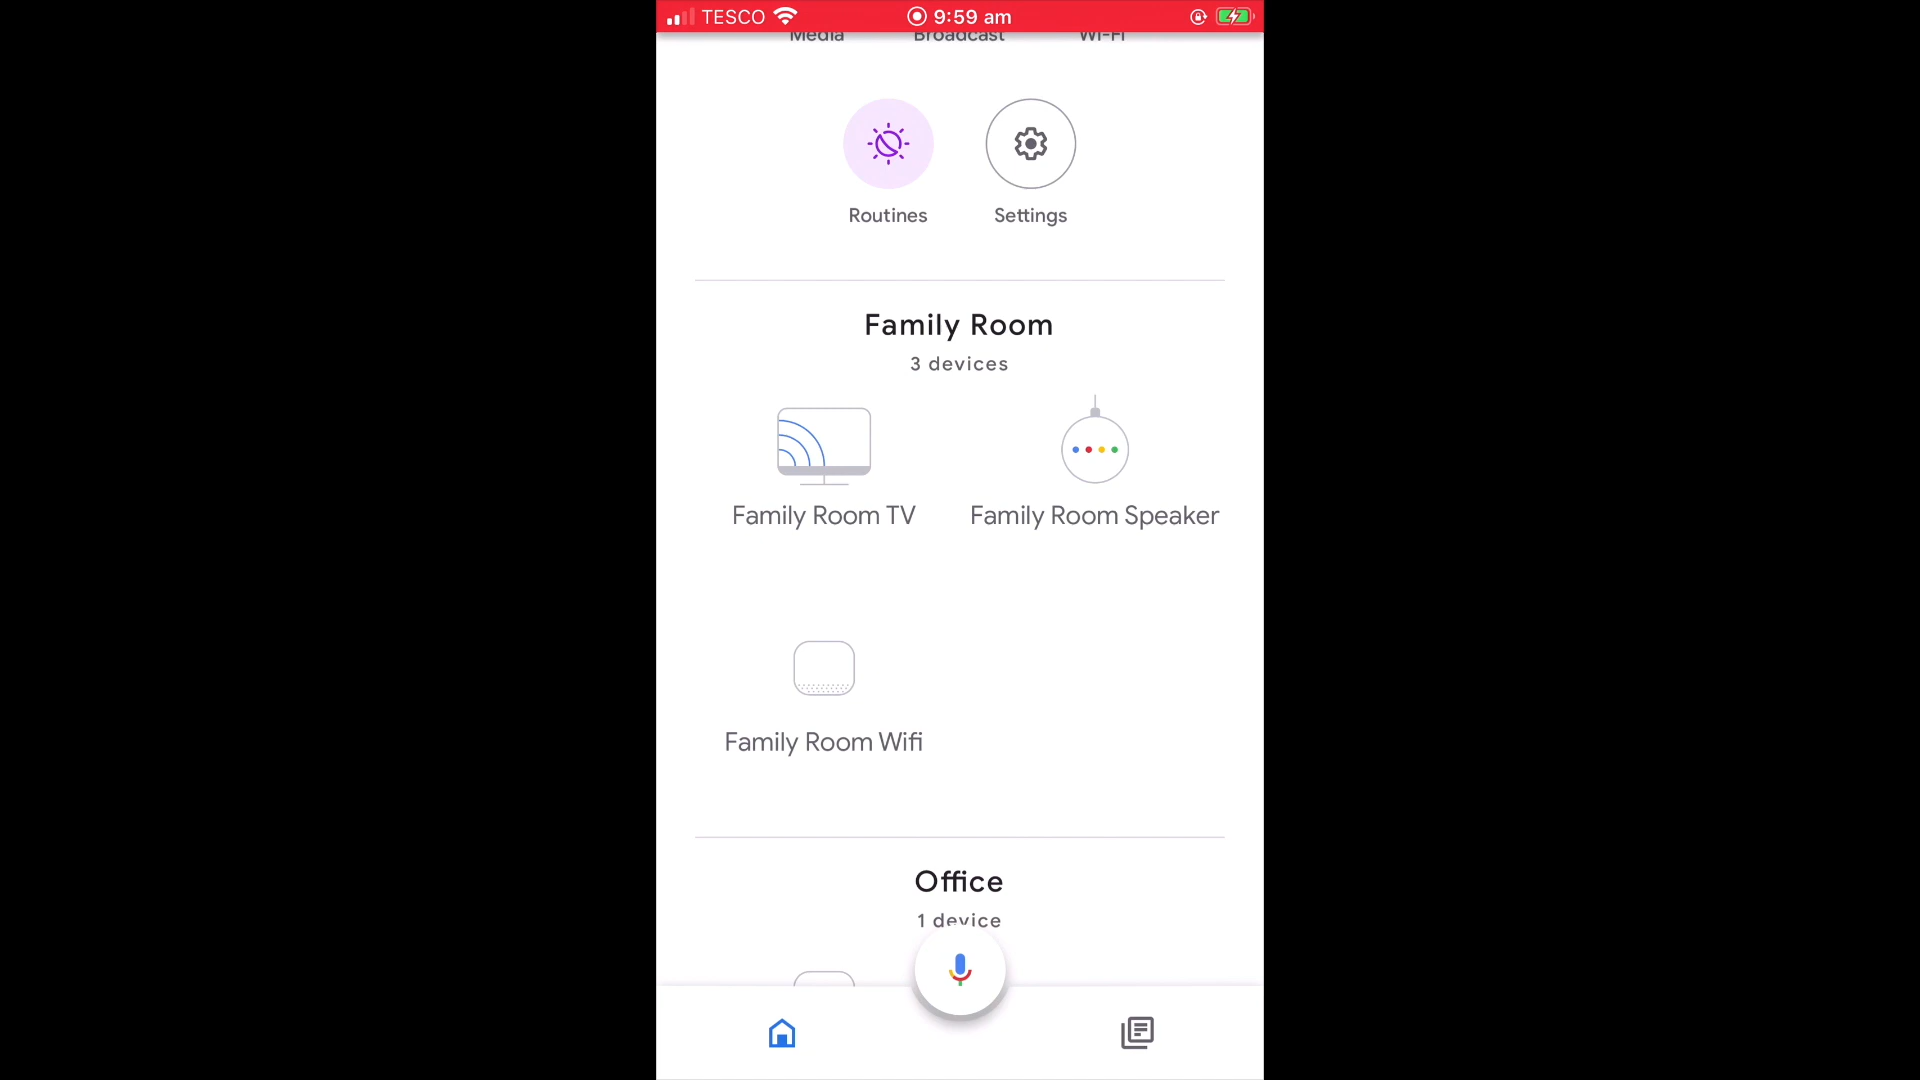 TESCO 9:59 am
Media Broadcast Wi-Fi
Routines Settings
Family Room
3 devices
Family Room TV Family Room Speaker
Family Room Wifi
Office
1 device